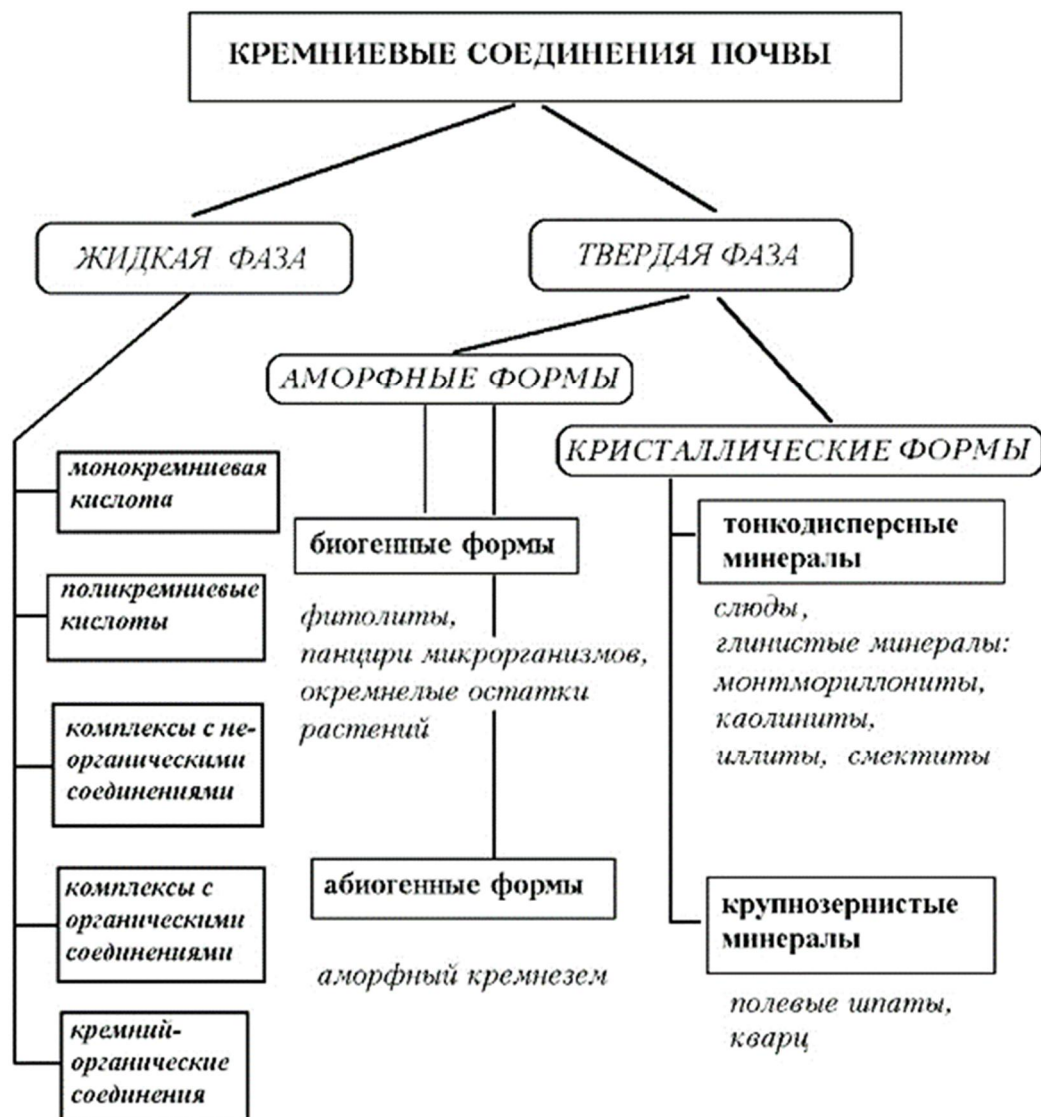 КРЕМНИЕВЫЕ СОЕДИНЕНИЯ ПОЧВЫ
ЖИДКАЯ ФАЗА
ТВЕРДАЯ ФАЗА
АМОРФНЫЕ ФОРМЫ
КРИСТАЛЛИЧЕСКИЕ ФОРМЫ
монокремниевая
кислота
поликремниевые
кислоты
комплексы с не-
органическими
соединениями
комплексы с
органическими
соединениями
кремний-
органические
соединения
биогенные формы
фитолиты,
панцири микрорганизмов,
окремнелые остатки
растений
абиогенные формы
аморфный кремнезем
тонкодисперсные
минералы
слюды,
глинистые минералы:
монтмориллониты,
каолиниты,
иллиты, смектиты
крупнозернистые
минералы
полевые шпаты,
кварц